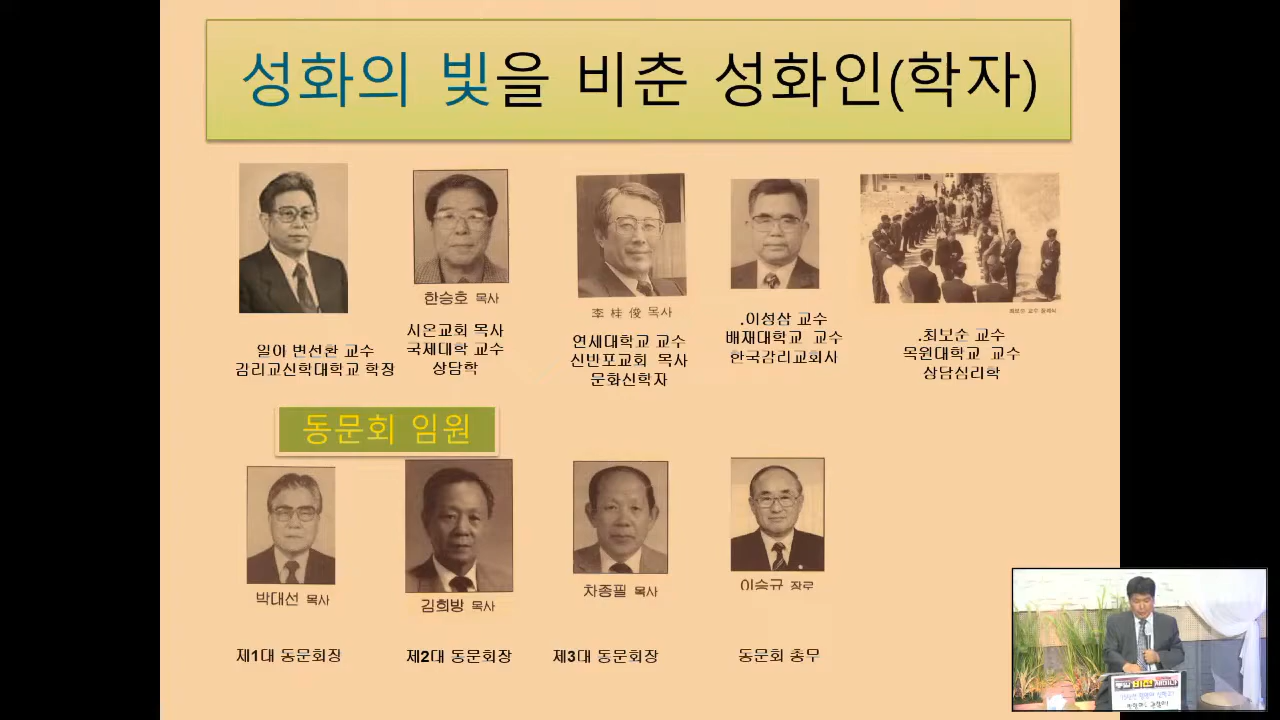 성화의 빛을 비춘 성화인(학자)
일아 변선환 교수
감리교신학대학교 학장
한승호 목사
시온교회 목사
국제대학 교수
상담학
李 桂 俊 목사
연세대학교 교수
신반포교회 목사
문화신학자
.이성삼 교수
배재대학교 교수
한국감리교회사
.최보순 교수
목원대학교 교수
상담심리학
동문회 임원
박대선 목사
제1대 동문회장
김희방 목사
제2대 동문회장
차종필 목사
제3대 동문회장
이승규 장로
동문회 총무
통일 비전 세미나